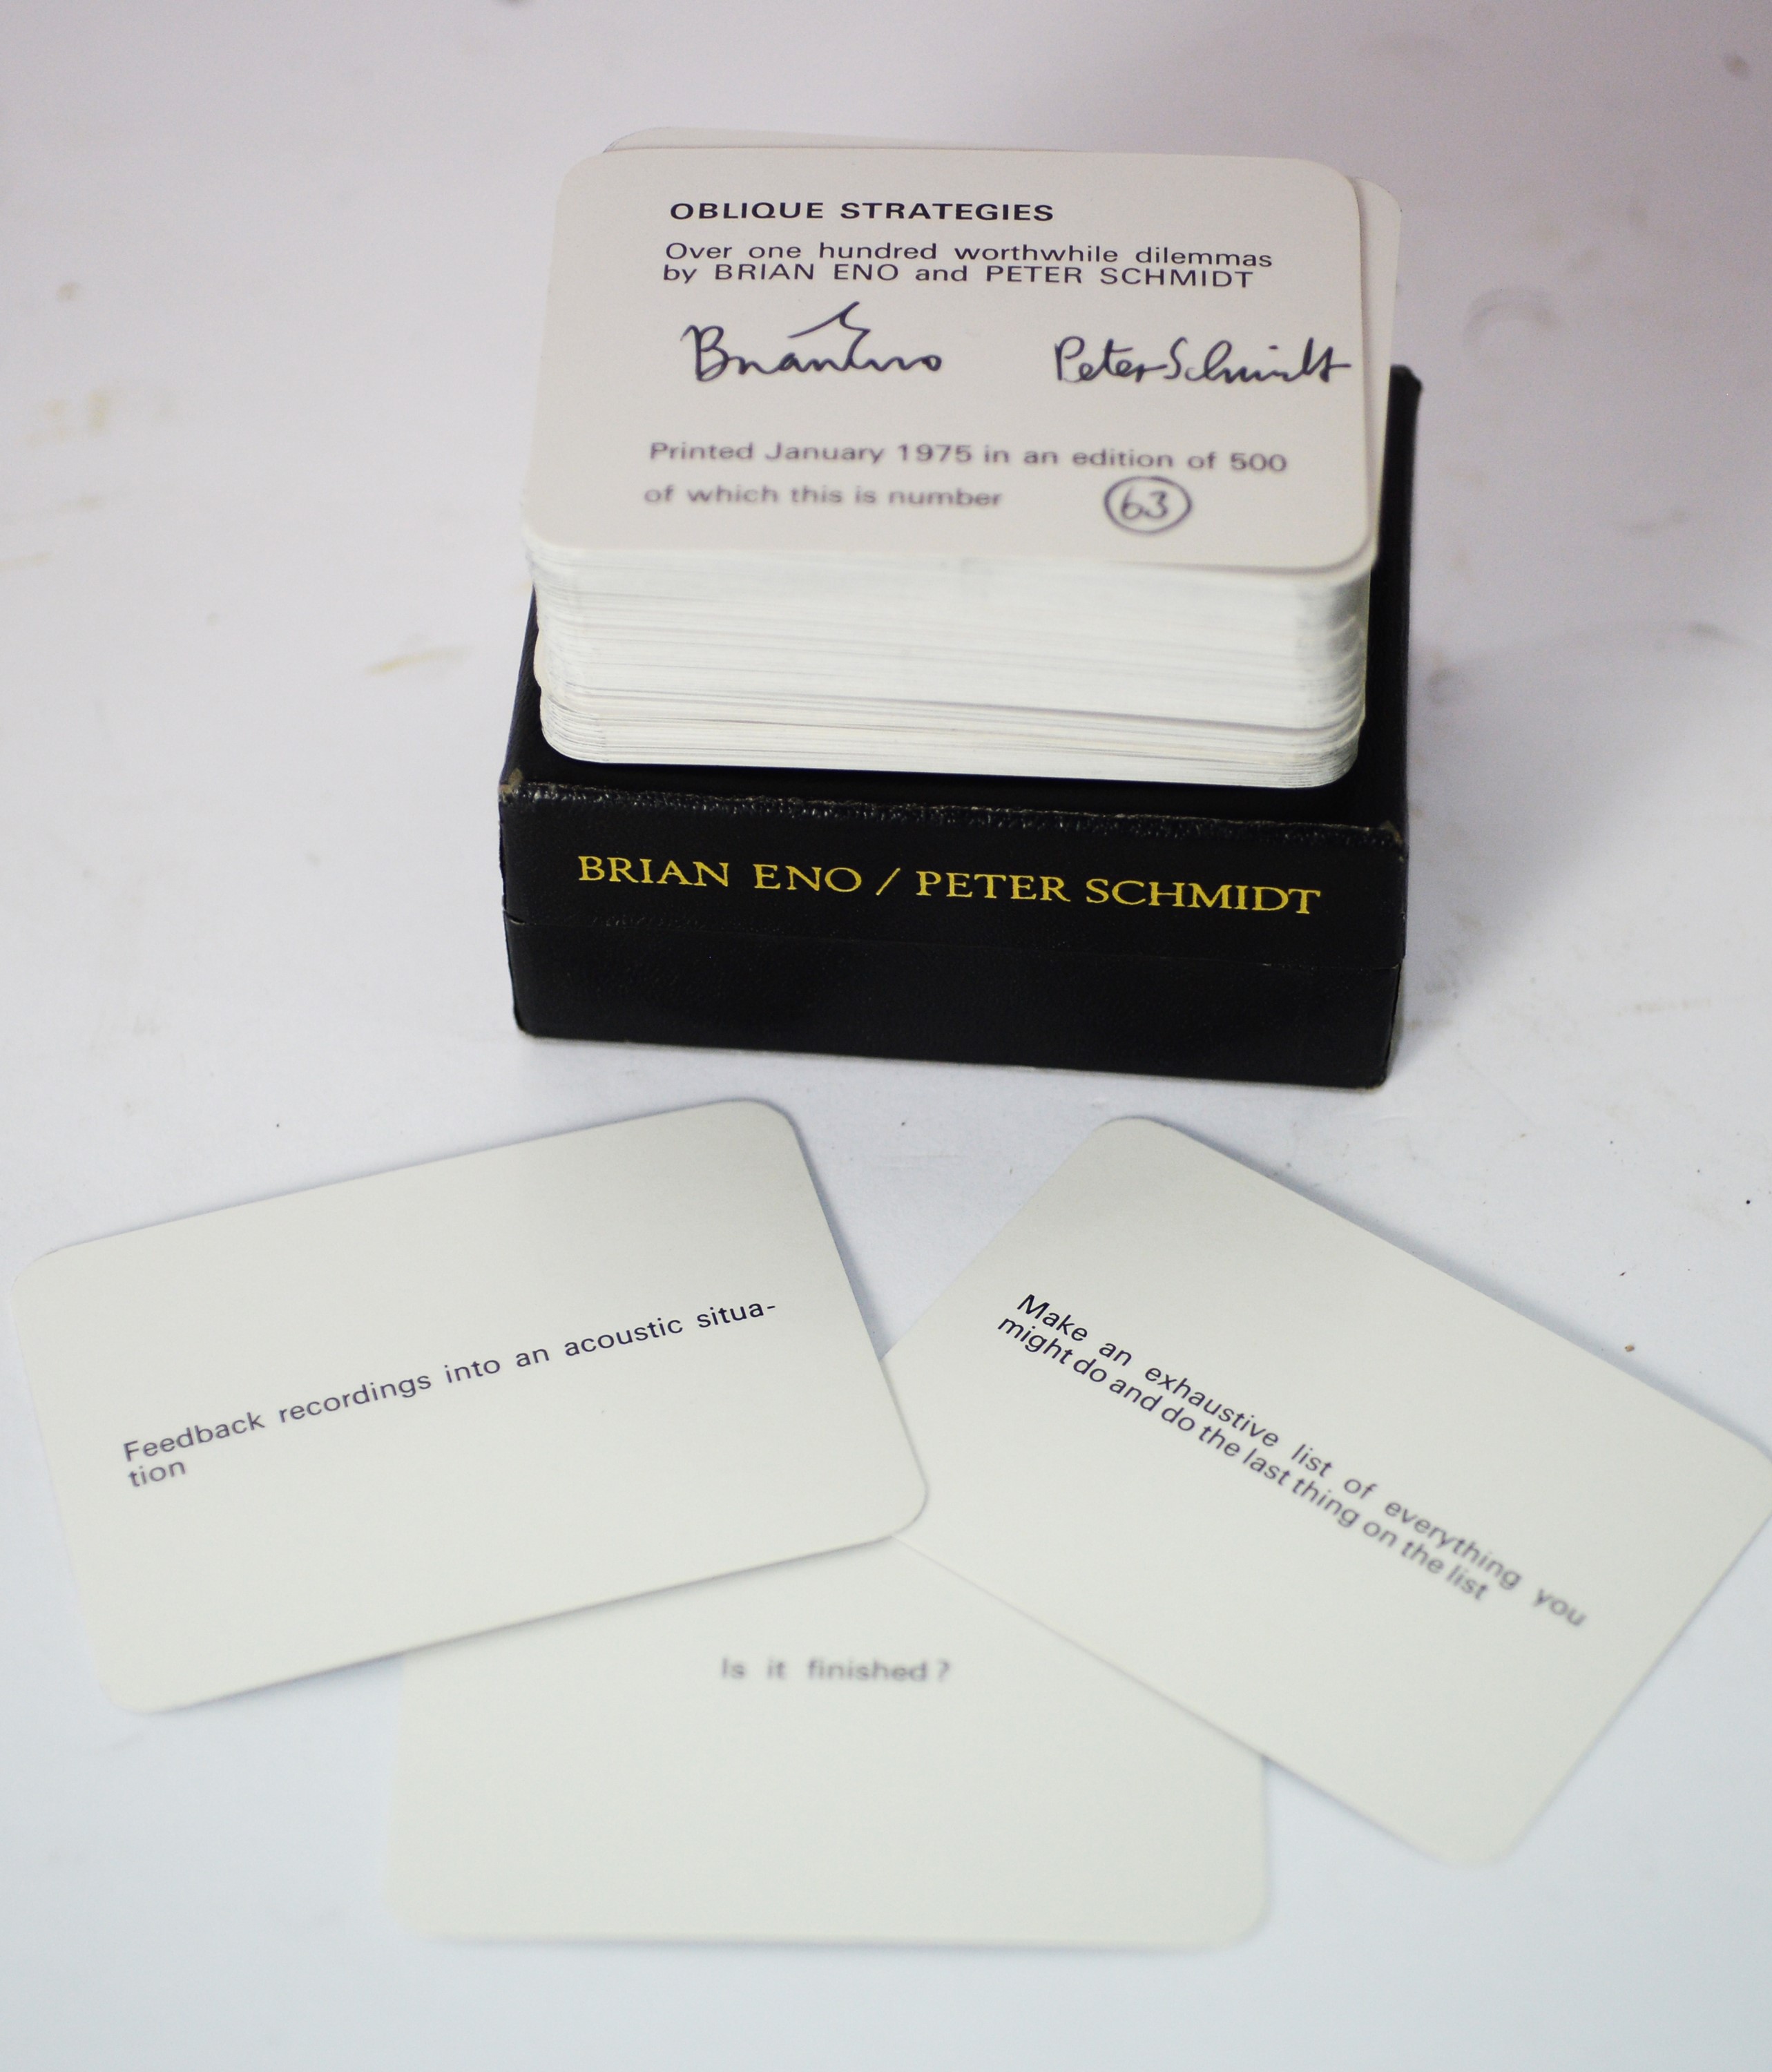 OBLIQUE STRATEGIES
Over one hundred worthwhile dilemmas
by BRIAN ENO and PETER SCHMIDT
Brian Eno Peter Schmidt
Printed January 1975 in an edition of 500
of which this is number 63
BRIAN ENO / PETER SCHMIDT
Feedback recordings into an acoustic situa-
tion
Make an exhaustive list of everything you
might do and do the last thing on the list
Is it finished?